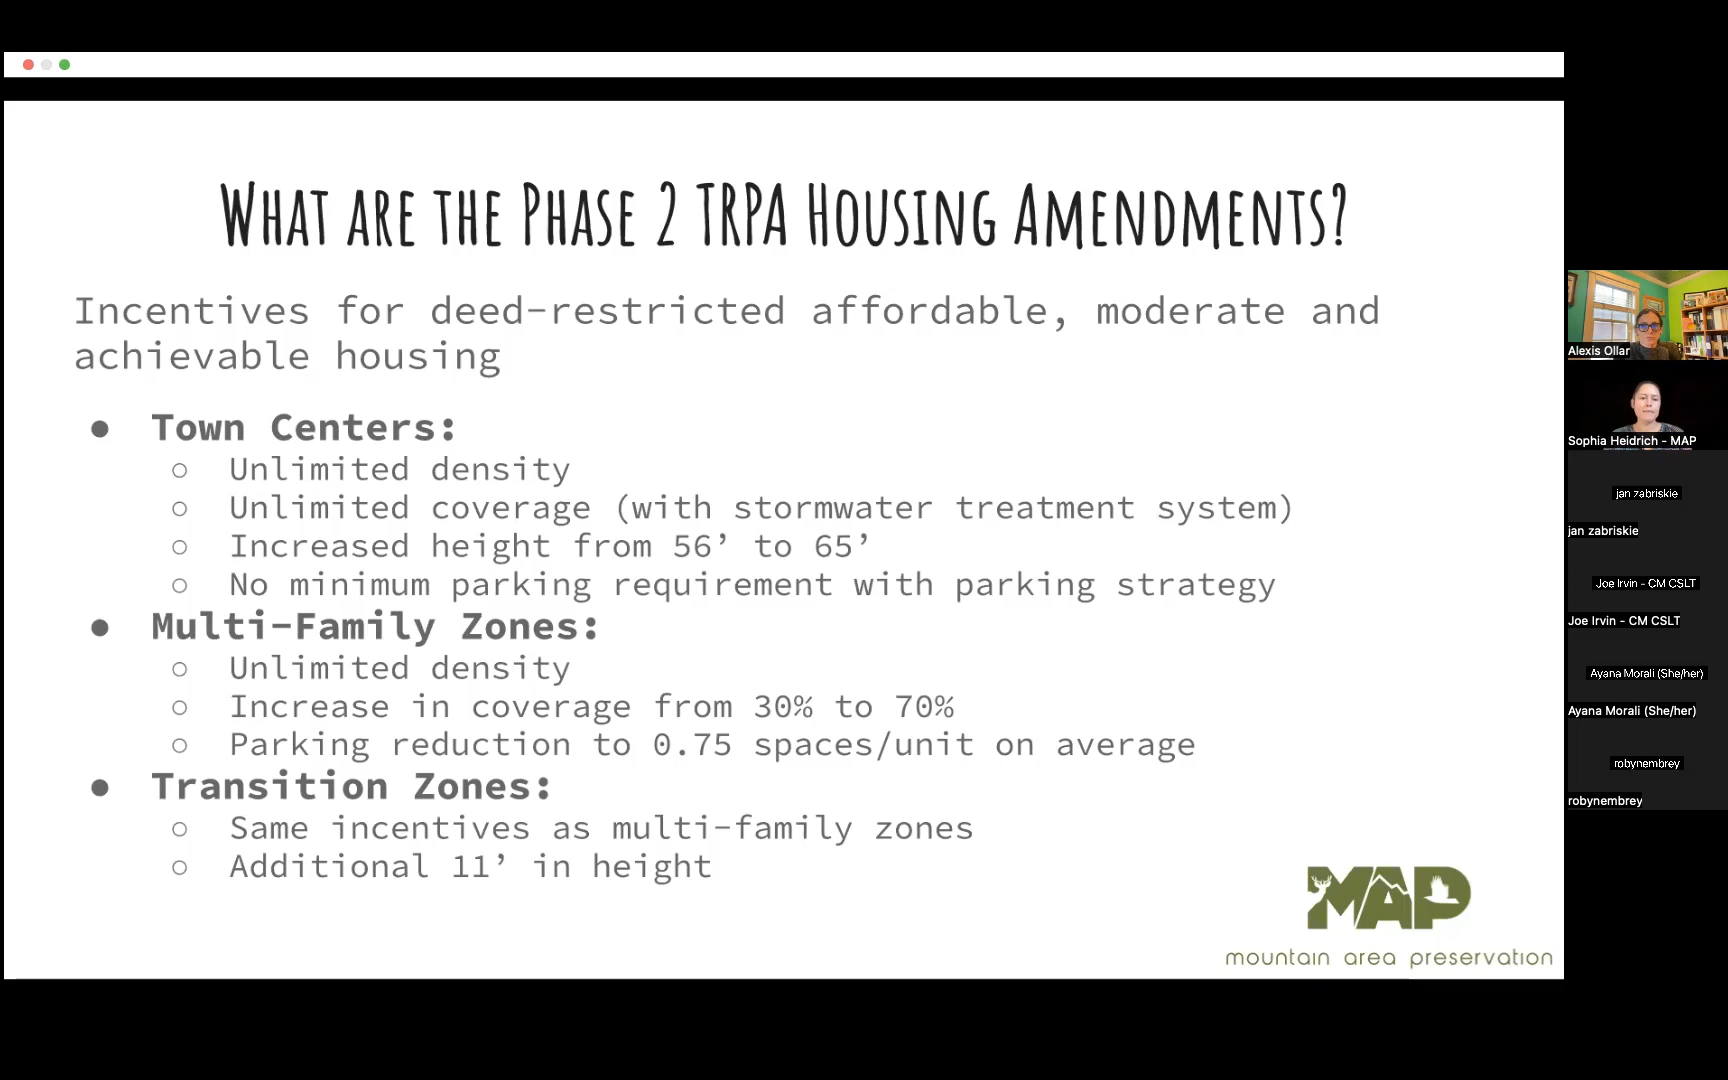 What are the Phase 2 TRPA Housing Amendments?
Incentives for deed-restricted affordable, moderate and
achievable housing
● Town Centers:
○ Unlimited density
○ Unlimited coverage (with stormwater treatment system)
○ Increased height from 56’ to 65’
○ No minimum parking requirement with parking strategy
● Multi-Family Zones:
○ Unlimited density
○ Increase in coverage from 30% to 70%
○ Parking reduction to 0.75 spaces/unit on average
● Transition Zones:
○ Same incentives as multi-family zones
○ Additional 11’ in height
MAP
mountain area preservation
Alexis Ollar
Sophia Heidrich - MAP
jan zabriskie
jan zabriskie
Joe Irvin - CM CSLT
Joe Irvin - CM CSLT
Ayana Morali (She/her)
Ayana Morali (She/her)
robynembrey
robynembrey